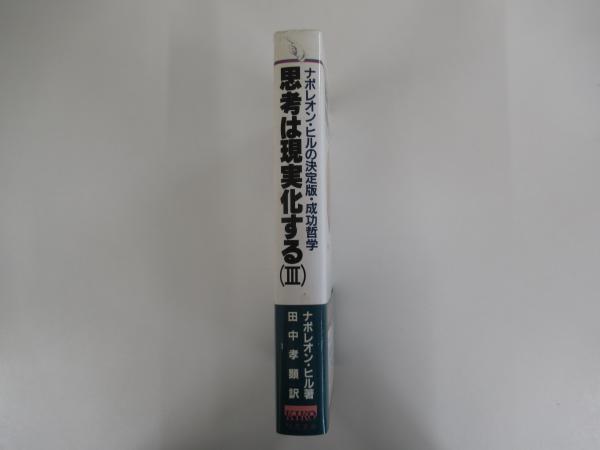 ナポレオン・ヒルの決定版・成功哲学
思考は現実化する(Ⅲ)
ナポレオン・ヒル著
田中孝顕訳
KIKO